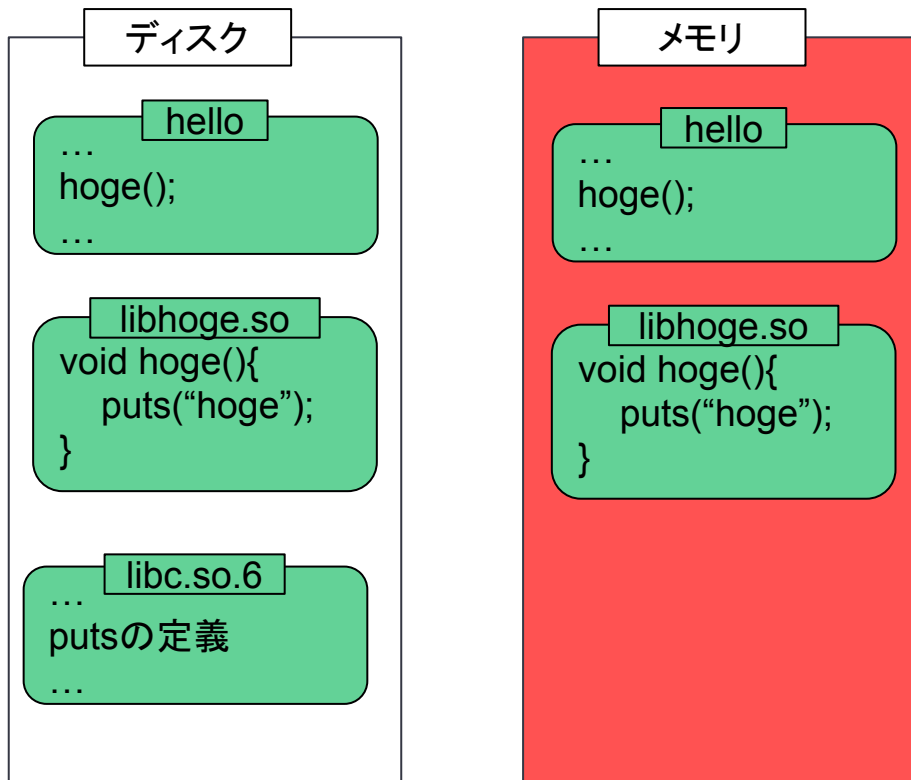 ディスク
hello
…
hoge();
…
libhoge.so
void hoge(){
puts(“hoge”);
}
libc.so.6
…
putsの定義
…
メモリ
hello
…
hoge();
…
libhoge.so
void hoge(){
puts(“hoge”);
}